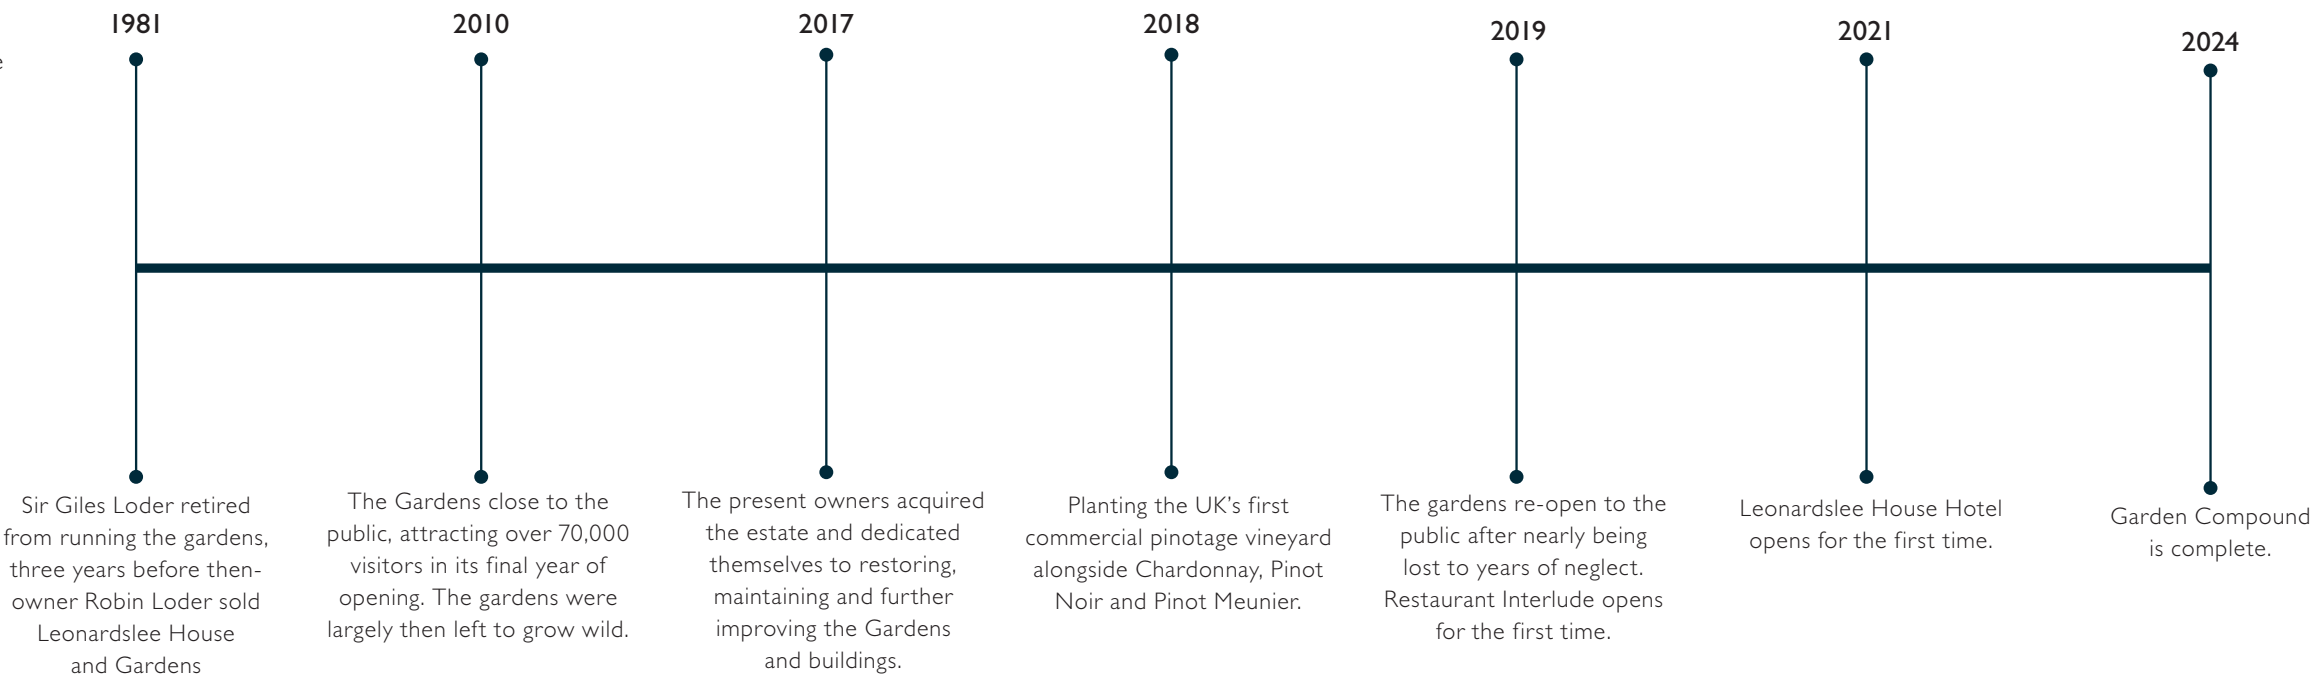 1981
Sir Giles Loder retired
from running the gardens,
three years before then-
owner Robin Loder sold
Leonardslee House
and Gardens
2010
The Gardens close to the
public, attracting over 70,000
visitors in its final year of
opening. The gardens were
largely then left to grow wild.
2017
The present owners acquired
the estate and dedicated
themselves to restoring,
maintaining and further
improving the Gardens
and buildings.
2018
Planting the UK’s first
commercial pinotage vineyard
alongside Chardonnay, Pinot
Noir and Pinot Meunier.
2019
The gardens re-open to the
public after nearly being
lost to years of neglect.
Restaurant Interlude opens
for the first time.
2021
Leonardslee House Hotel
opens for the first time.
2024
Garden Compound
is complete.